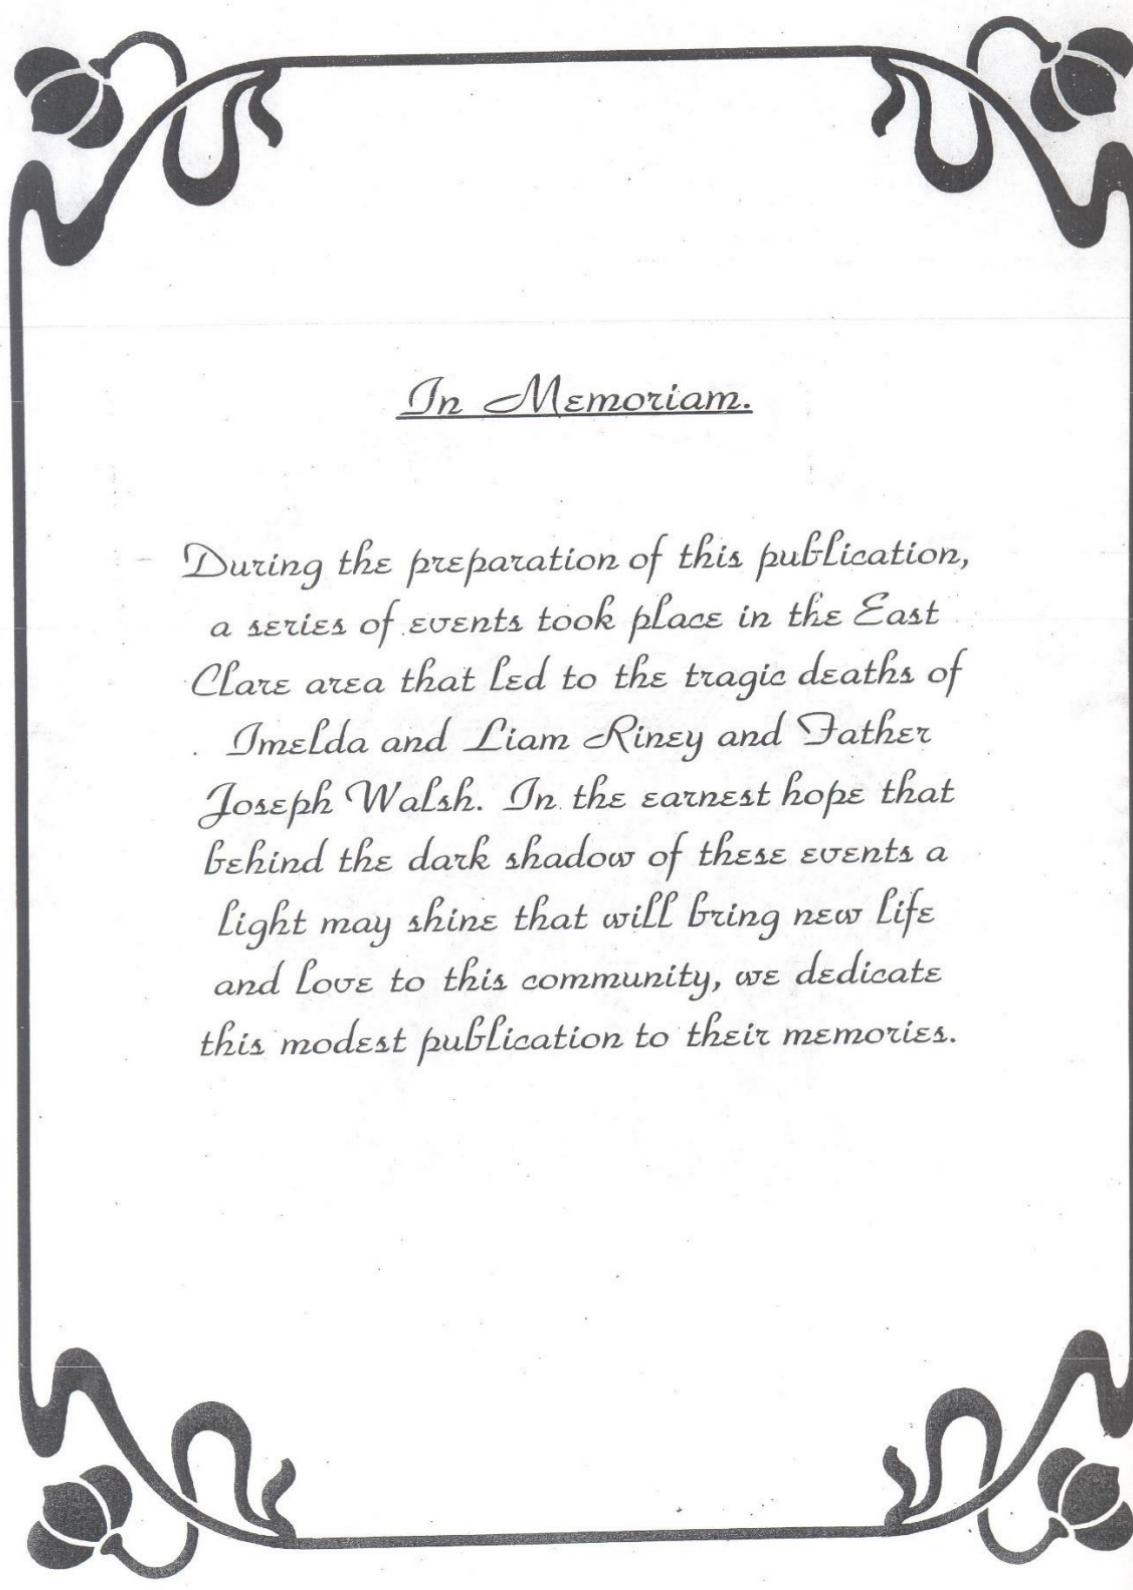 In Memoriam.
During the preparation of this publication,
a series of events took place in the East
Clare area that led to the tragic deaths of
Imelda and Liam Riney and Father
Joseph Walsh. In the earnest hope that
behind the dark shadow of these events a
light may shine that will bring new life
and love to this community, we dedicate
this modest publication to their memories.